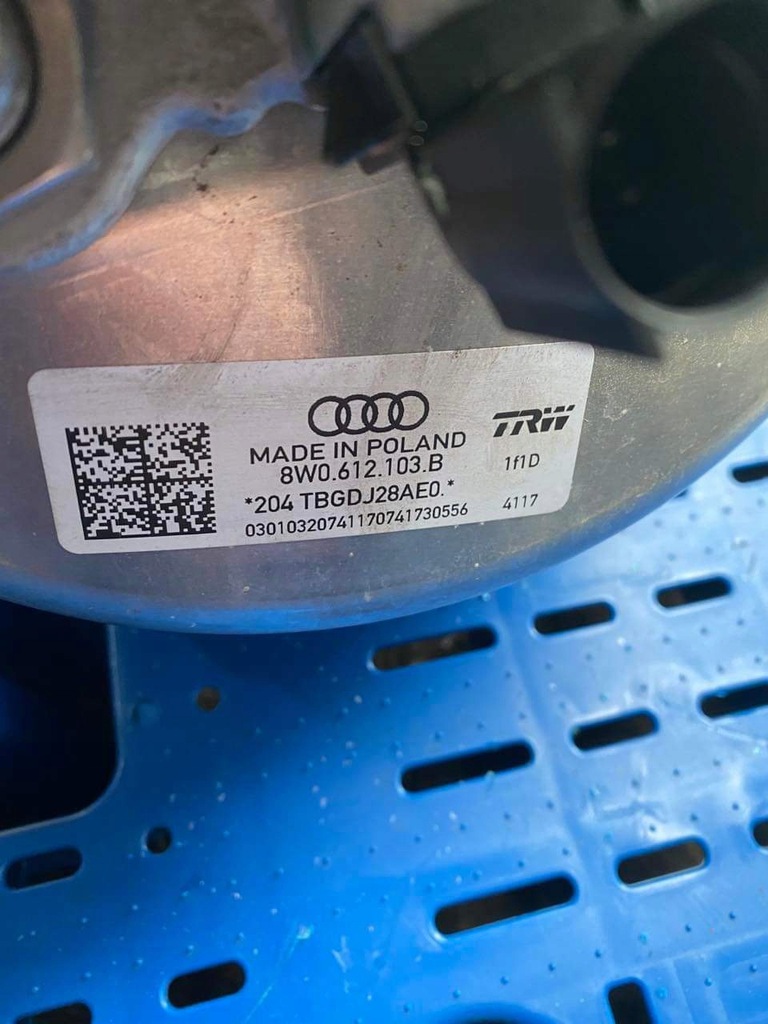 MADE IN POLAND
8W0.612.103.B
*204 TBGDJ28AE0.*
03010320741170741730556
TRW
1f1D
4117